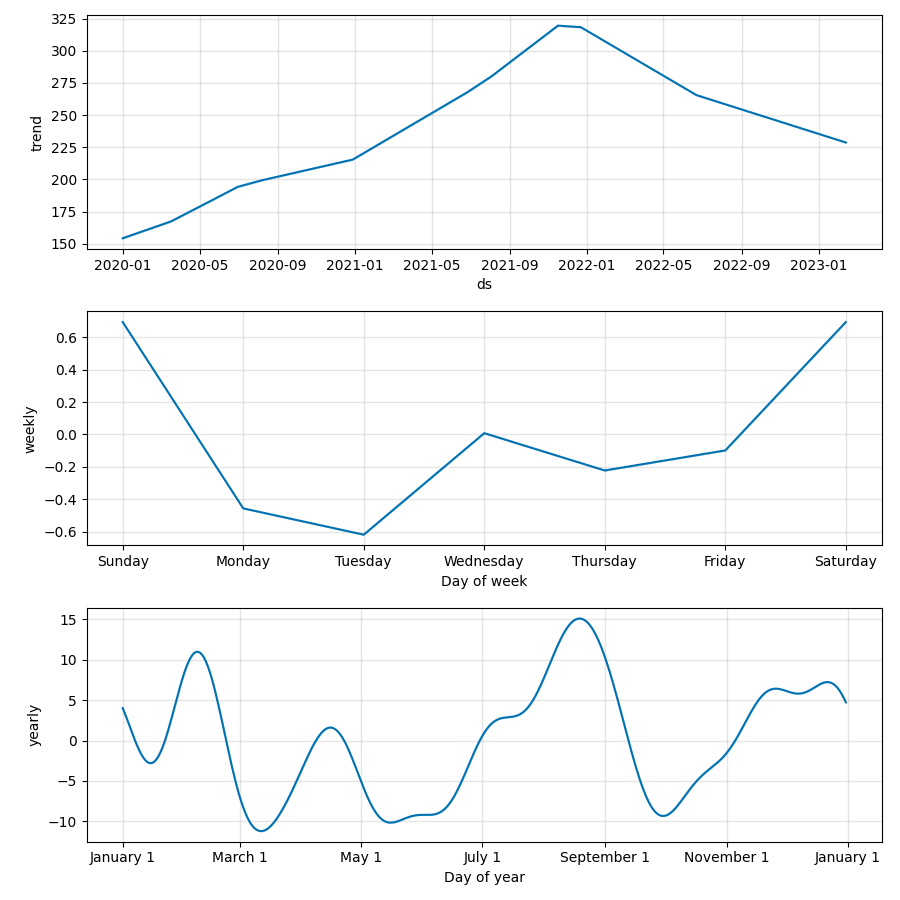 325
300
275
250
225
200
175
150
trend
2020-01 2020-05 2020-09 2021-01 2021-05 2021-09 2022-01 2022-05 2022-09 2023-01
ds
0.6
0.4
0.2
0.0
−0.2
−0.4
−0.6
weekly
Sunday Monday Tuesday Wednesday Thursday Friday Saturday
Day of week
15
10
5
0
−5
−10
yearly
January 1 March 1 May 1 July 1 September 1 November 1 January 1
Day of year